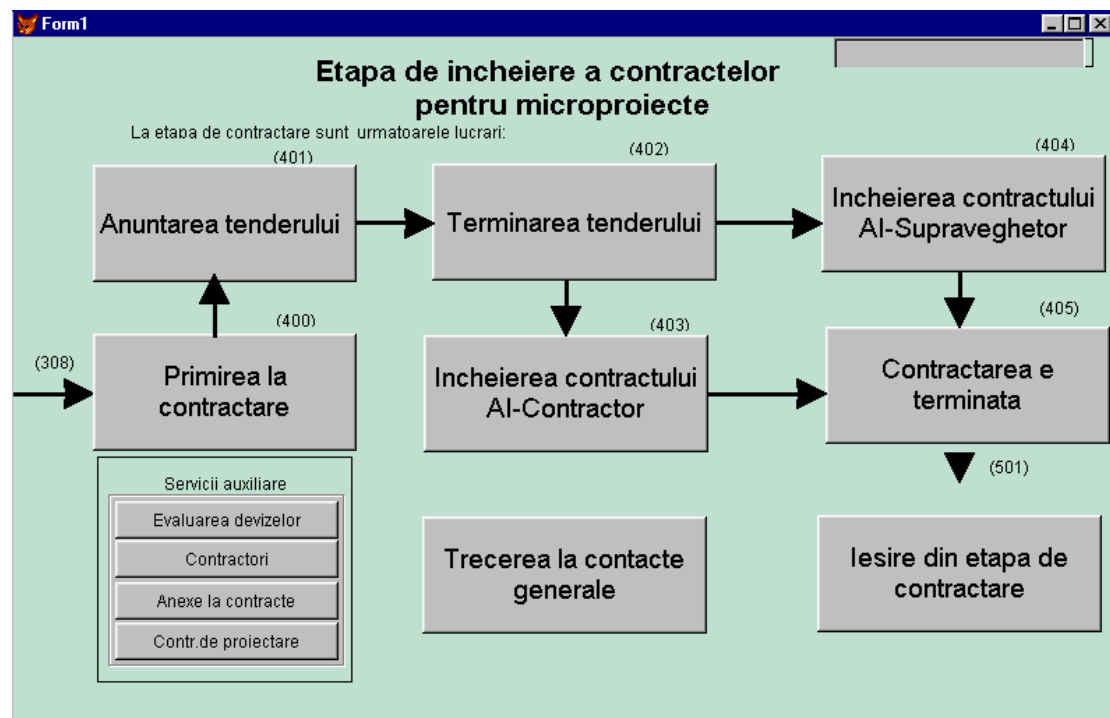 Form1
Etapa de incheiere a contractelor
pentru microproiecte
La etapa de contractare sunt urmatoarele lucrari:
(401)
(402)
(404)
Anuntarea tenderului
Terminarea tenderului
Incheierea contractului
AI-Supraveghetor
(400)
(403)
(405)
(308)
Primirea la
contractare
Incheierea contractului
AI-Contractor
Contractarea e
terminata
(501)
Servicii auxiliare
Evaluarea devizelor
Contractori
Anexe la contracte
Contr.de proiectare
Trecerea la contacte
generale
Iesire din etapa de
contractare